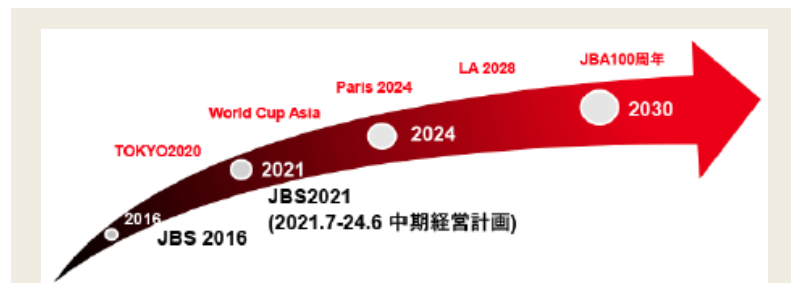 JBA100周年
LA 2028
Paris 2024
2030
World Cup Asia
2024
TOKYO2020
2021
JBS2021
(2021.7-24.6 中期経営計画)
2016
JBS 2016